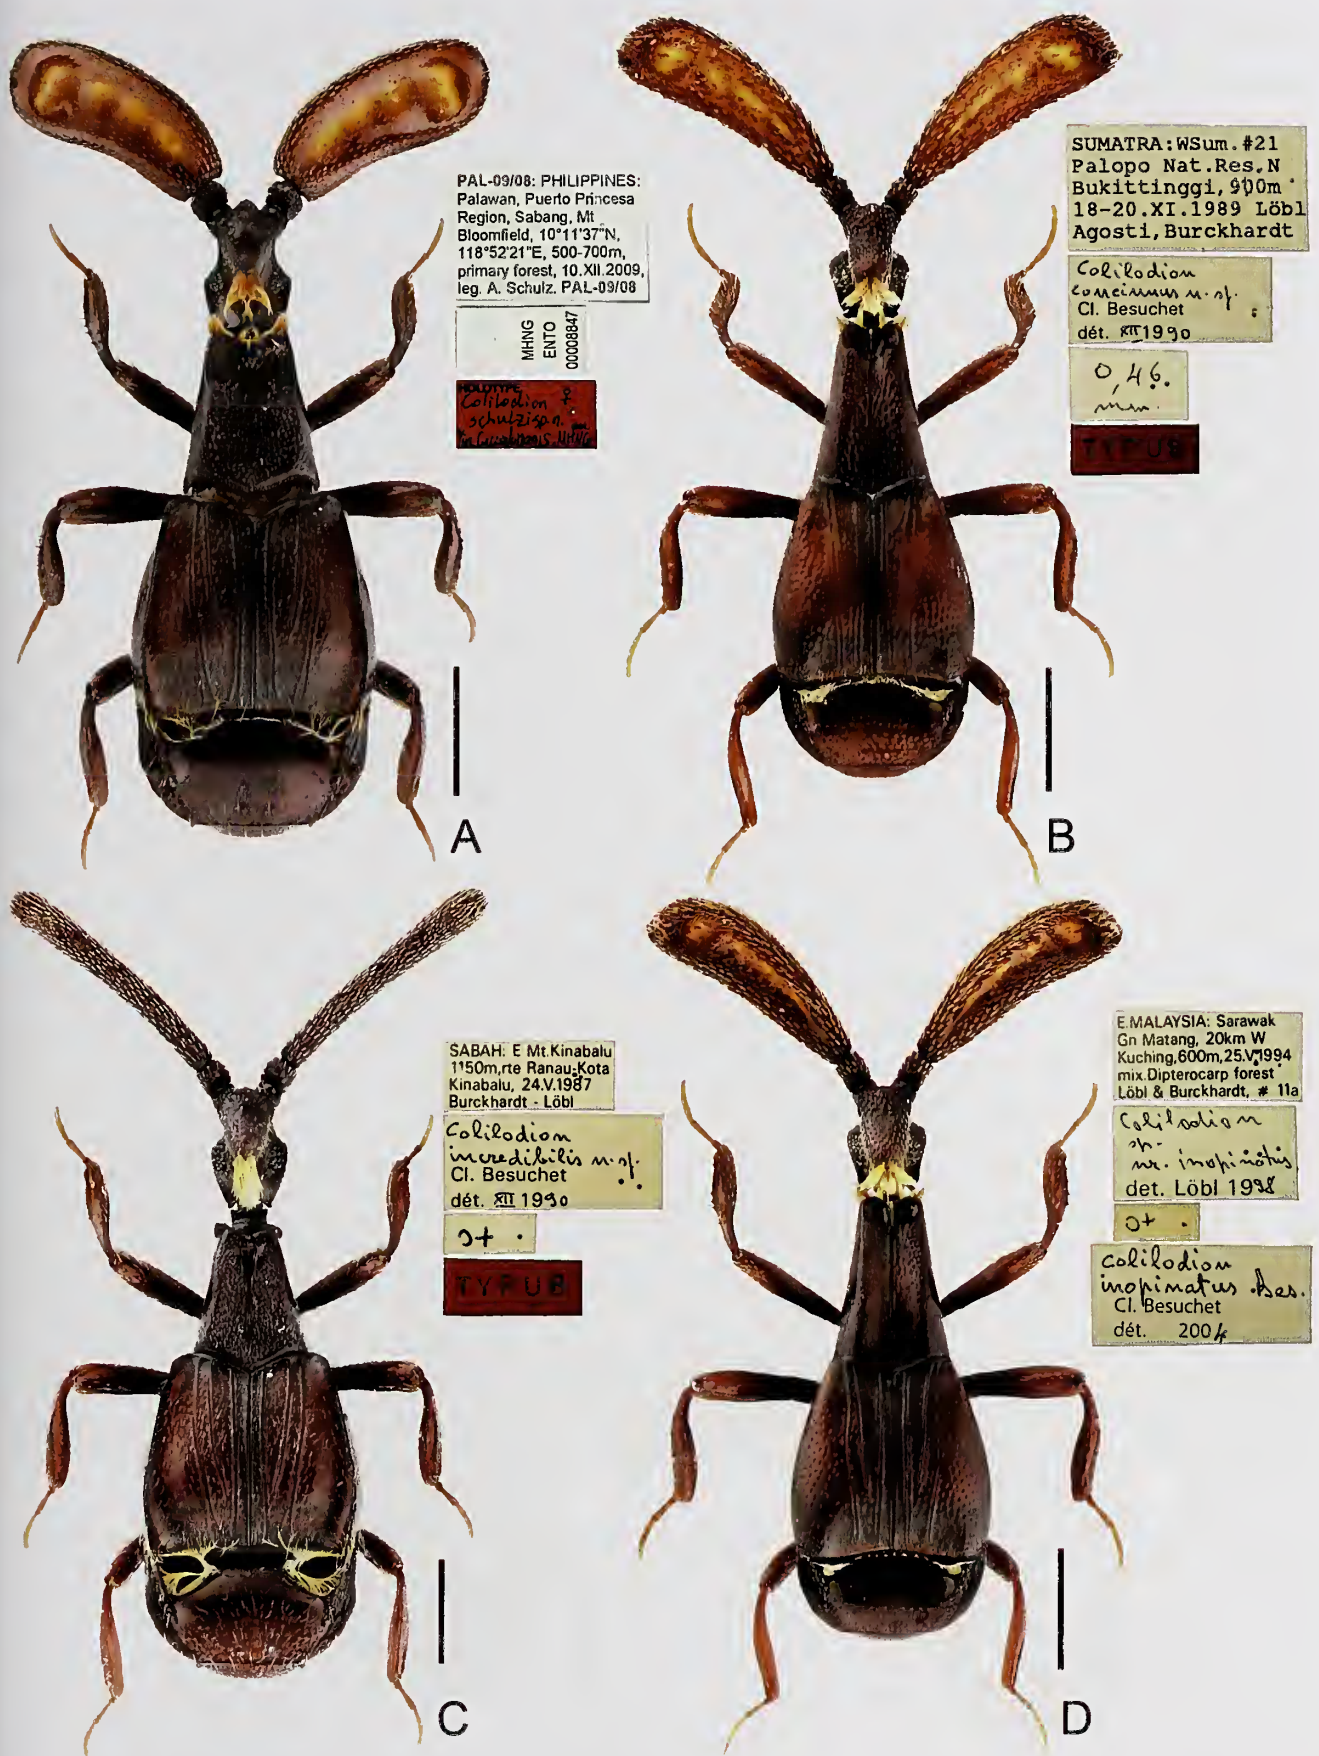 PAL-09/08: PHILIPPINES:
Palawan, Puerto Princesa
Region, Sabang, Mt
Bloomfield, 10°11'37"N,
118°52'21"E, 500-700m,
primary forest, 10.XII.2009,
leg. A. Schulz. PAL-09/08
MHNG
ENTO
00008847
HOLOTYPE ♀
Colilodion
schulzi sp. n.
A
SUMATRA: WSum. #21
Palopo Nat.Res.N
Bukittinggi, 900m
18-20.XI.1989 Löbl
Agosti, Burckhardt
Colilodion
concinnus n. sp.
Cl. Besuchet
dét. XII 1990
0,46.
mm.
TYPUS
B
SABAH: E Mt.Kinabalu
1150m, rte Ranau-Kota
Kinabalu, 24.V.1987
Burckhardt - Löbl
Colilodion
incredibilis n. sp.
Cl. Besuchet
dét. XII 1990
♀
TYPUS
C
E.MALAYSIA: Sarawak
Gn Matang, 20km W
Kuching, 600m, 25.V.1994
mix.Dipterocarp forest
Löbl & Burckhardt, # 11a
Colilodion
sp.
nr. inopinatus
det. Löbl 1998
♀
Colilodion
inopinatus Bes.
Cl. Besuchet
dét. 2004
D